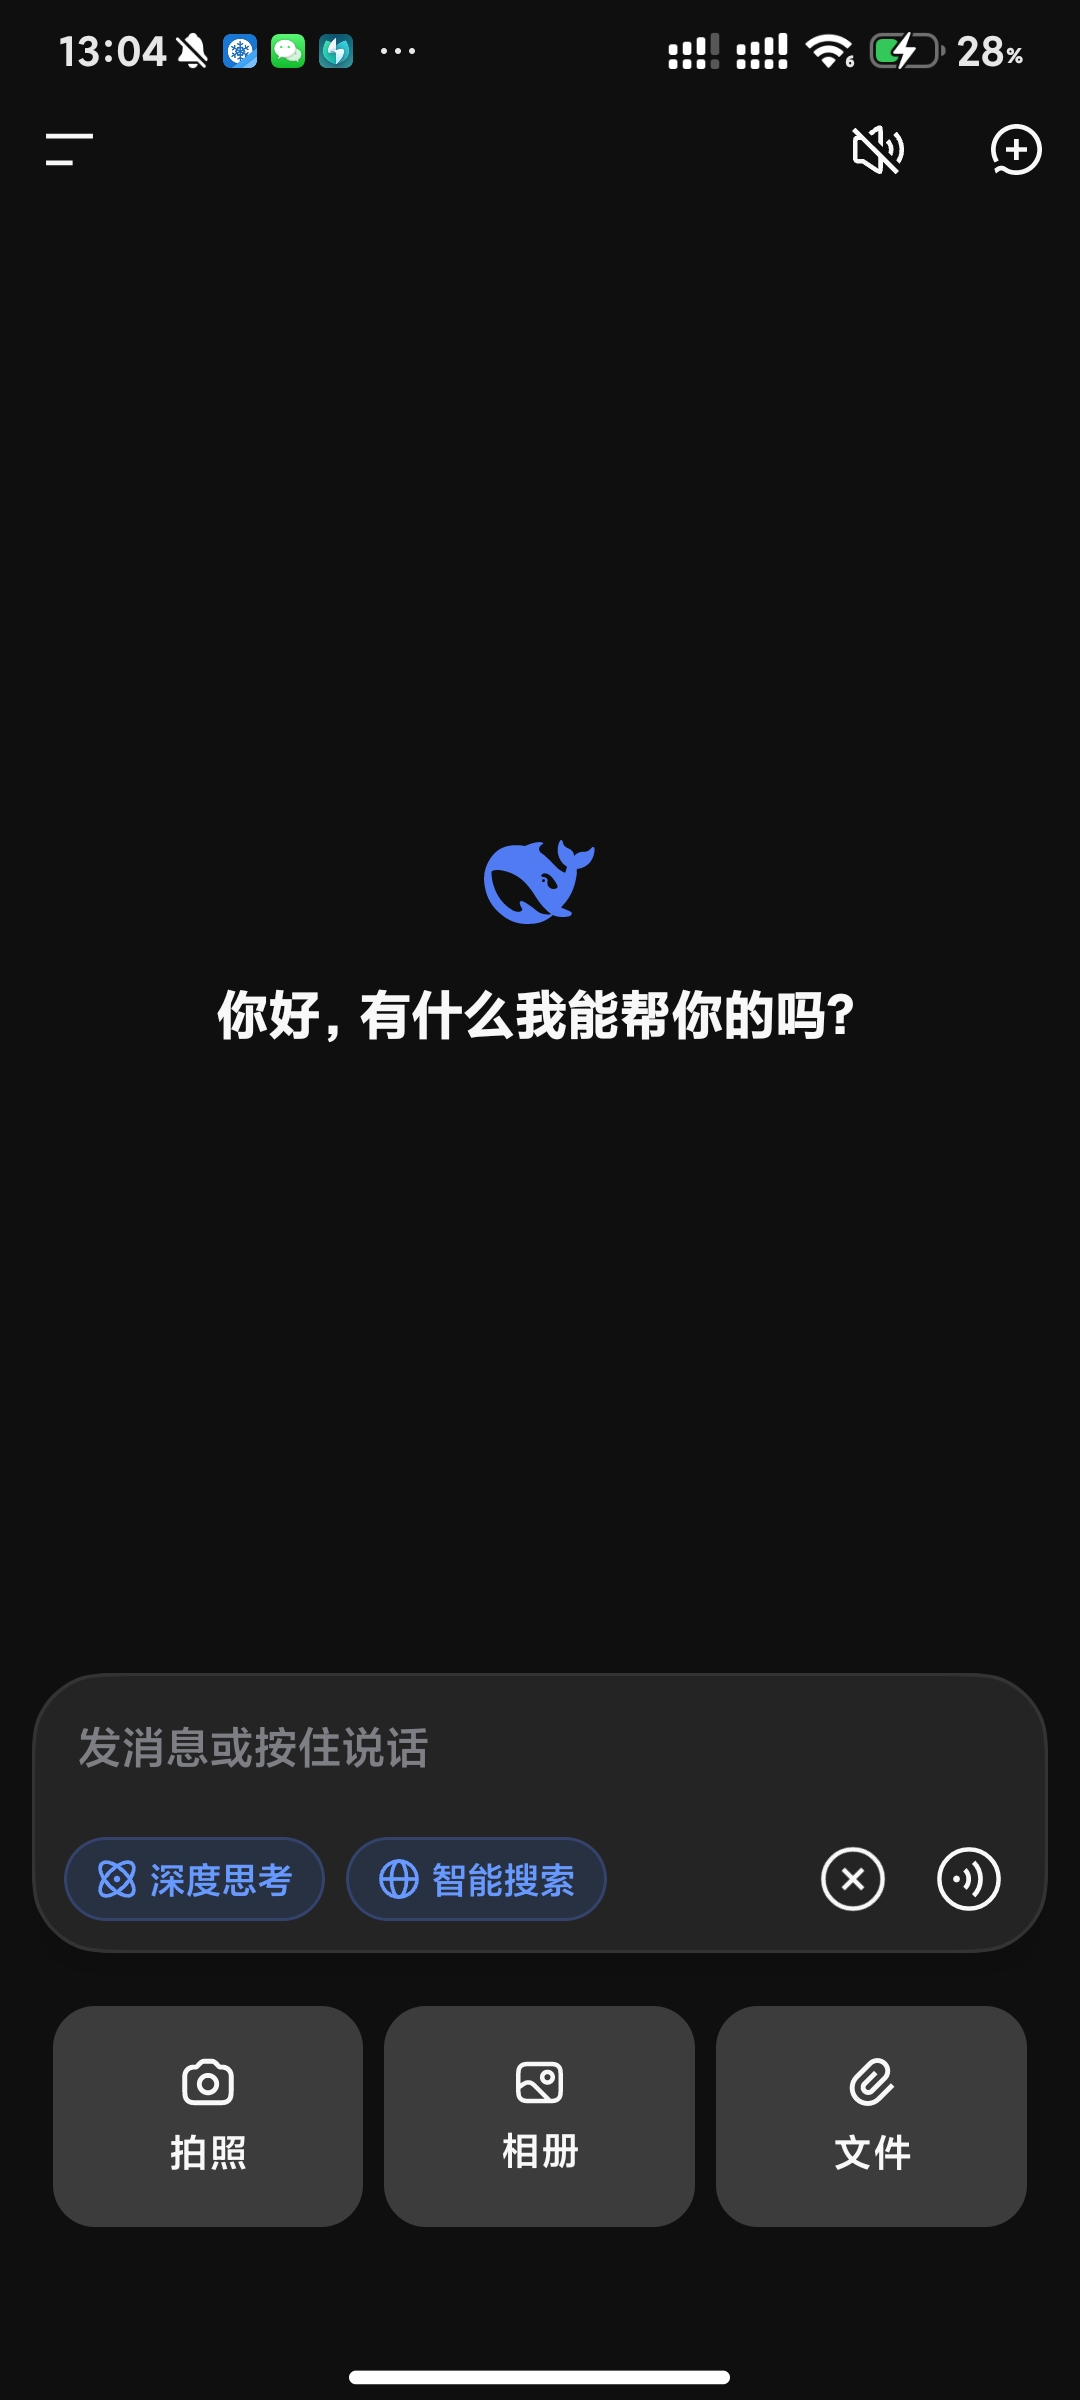 13:04 6 28%
你好，有什么我能帮你的吗？
发消息或按住说话
深度思考 智能搜索
拍照 相册 文件